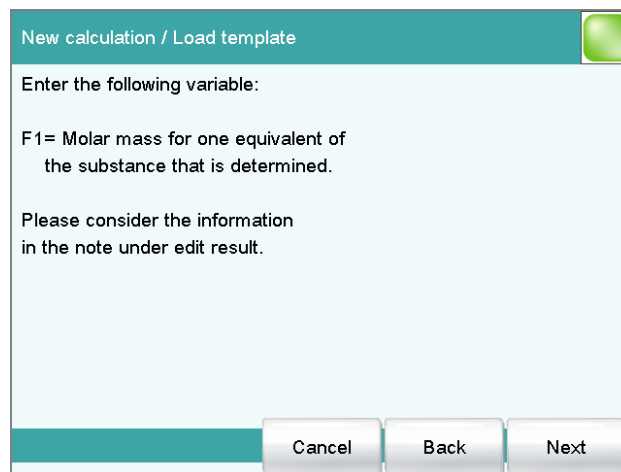 New calculation / Load template
Enter the following variable:
F1= Molar mass for one equivalent of
the substance that is determined.
Please consider the information
in the note under edit result.
Cancel
Back
Next